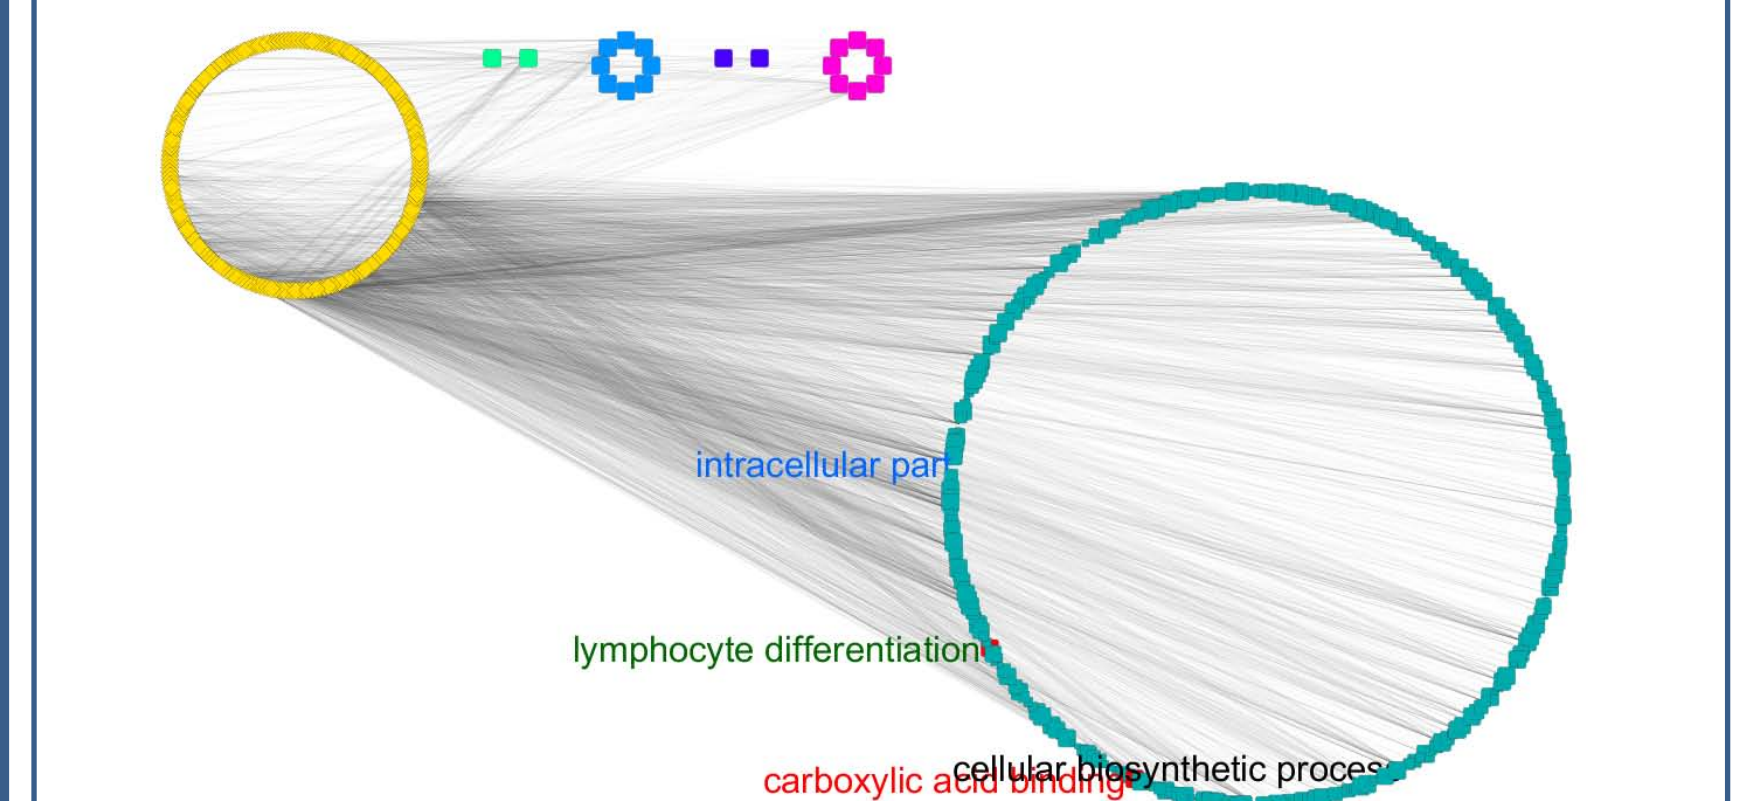 intracellular part
lymphocyte differentiation
cellular biosynthetic process
carboxylic acid binding